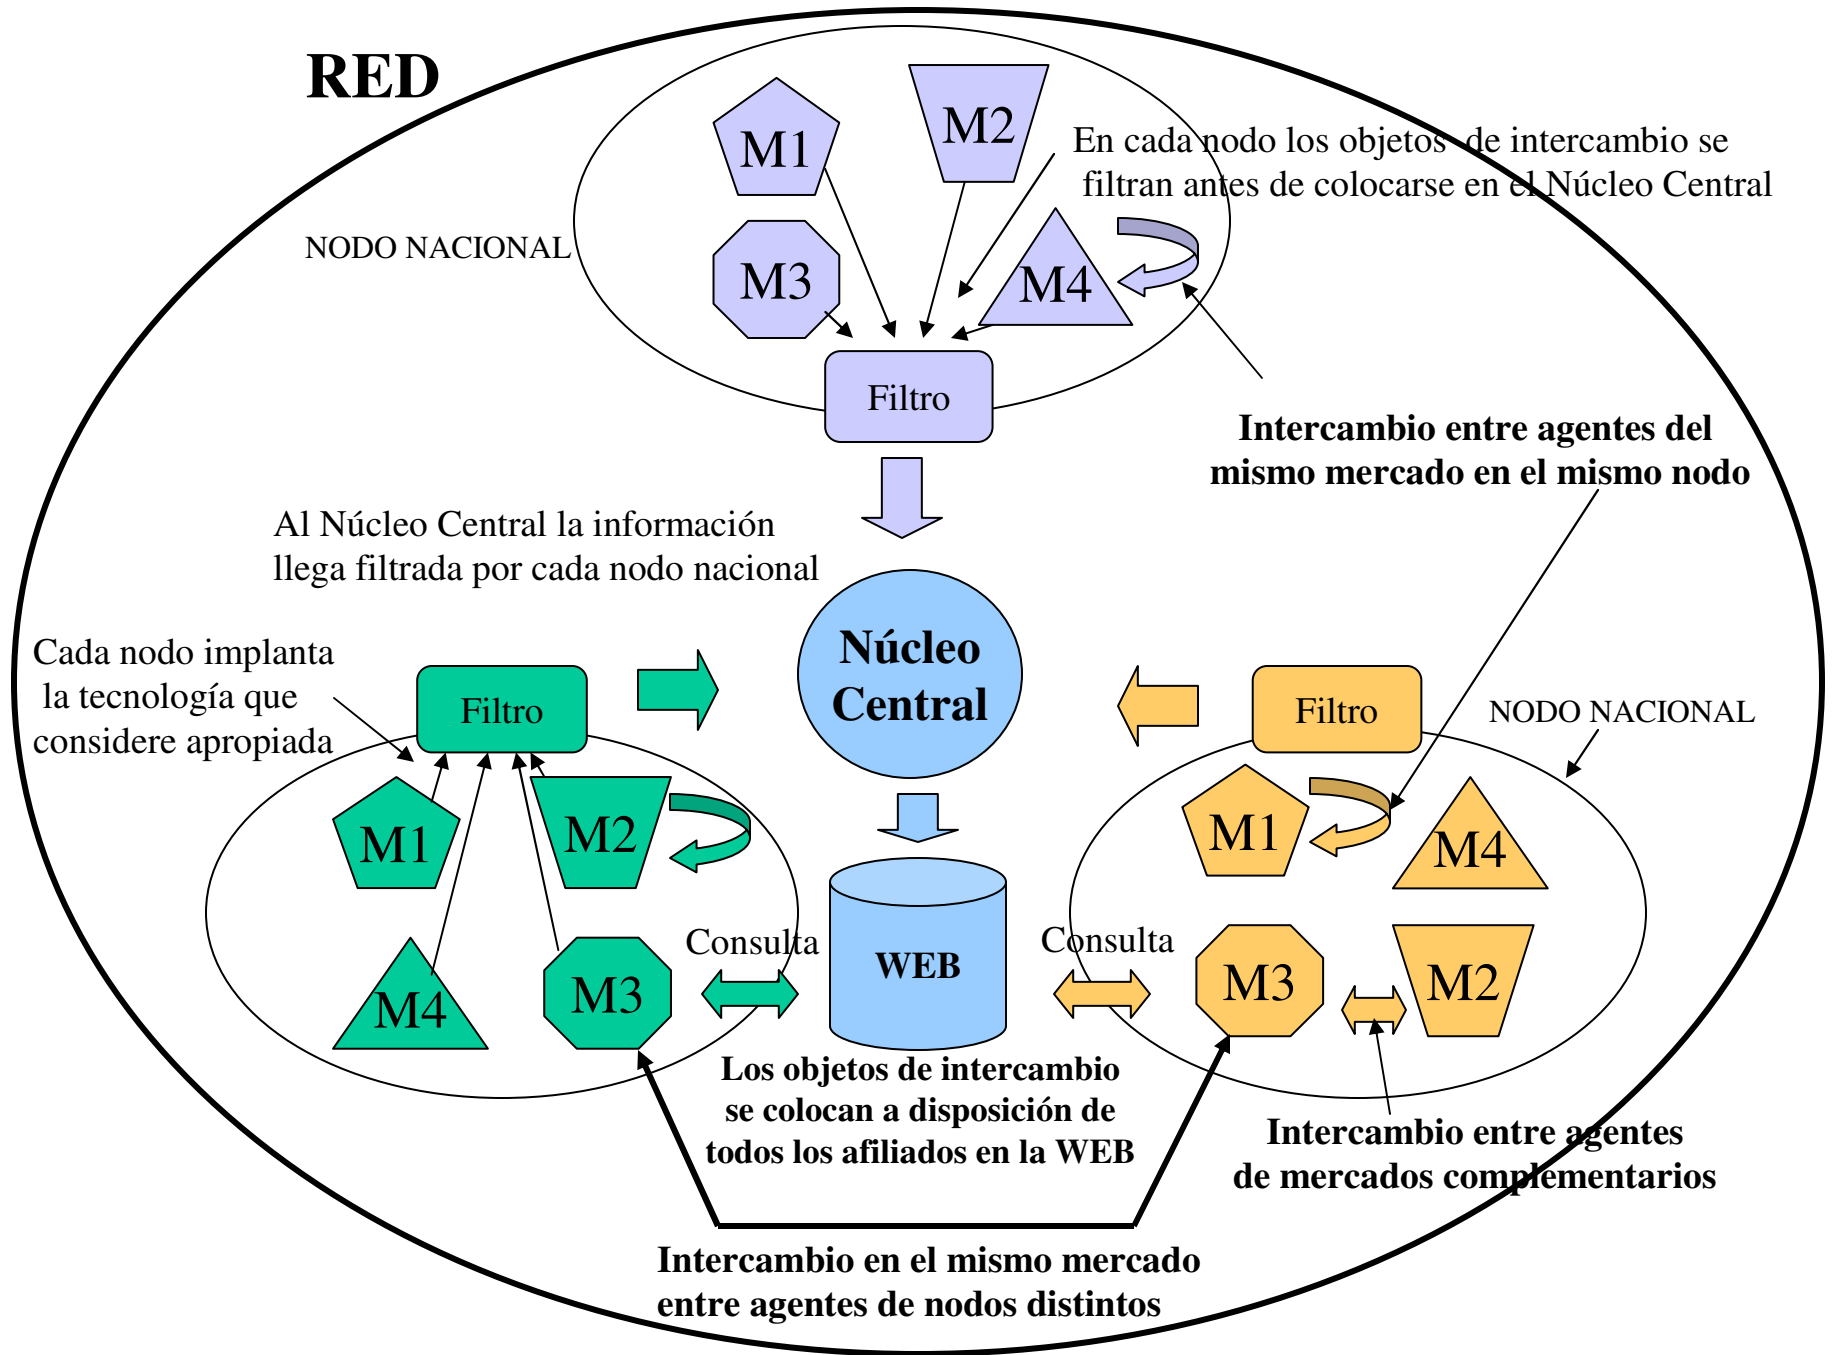 RED
M1
M2
En cada nodo los objetos de intercambio se
filtran antes de colocarse en el Núcleo Central
NODO NACIONAL
M3
M4
Filtro
Intercambio entre agentes del
mismo mercado en el mismo nodo
Al Núcleo Central la información
llega filtrada por cada nodo nacional
Núcleo
Central
Cada nodo implanta
la tecnología que
considere apropiada
Filtro
Filtro
NODO NACIONAL
M1
M2
M1
M4
Consulta
WEB
Consulta
M4
M3
M3
M2
Los objetos de intercambio
se colocan a disposición de
todos los afiliados en la WEB
Intercambio entre agentes
de mercados complementarios
Intercambio en el mismo mercado
entre agentes de nodos distintos